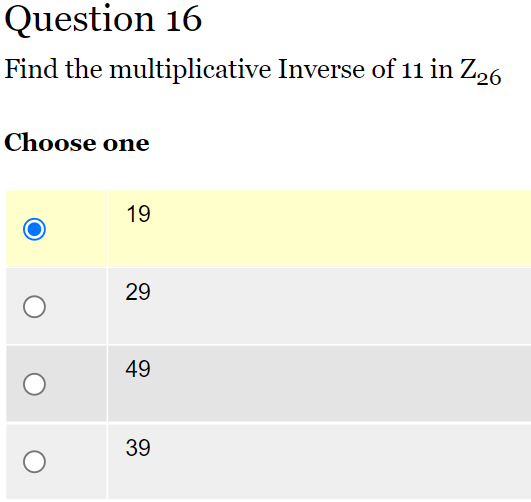 Question 16
Find the multiplicative Inverse of 11 in Z₂₆
Choose one
19
29
49
39